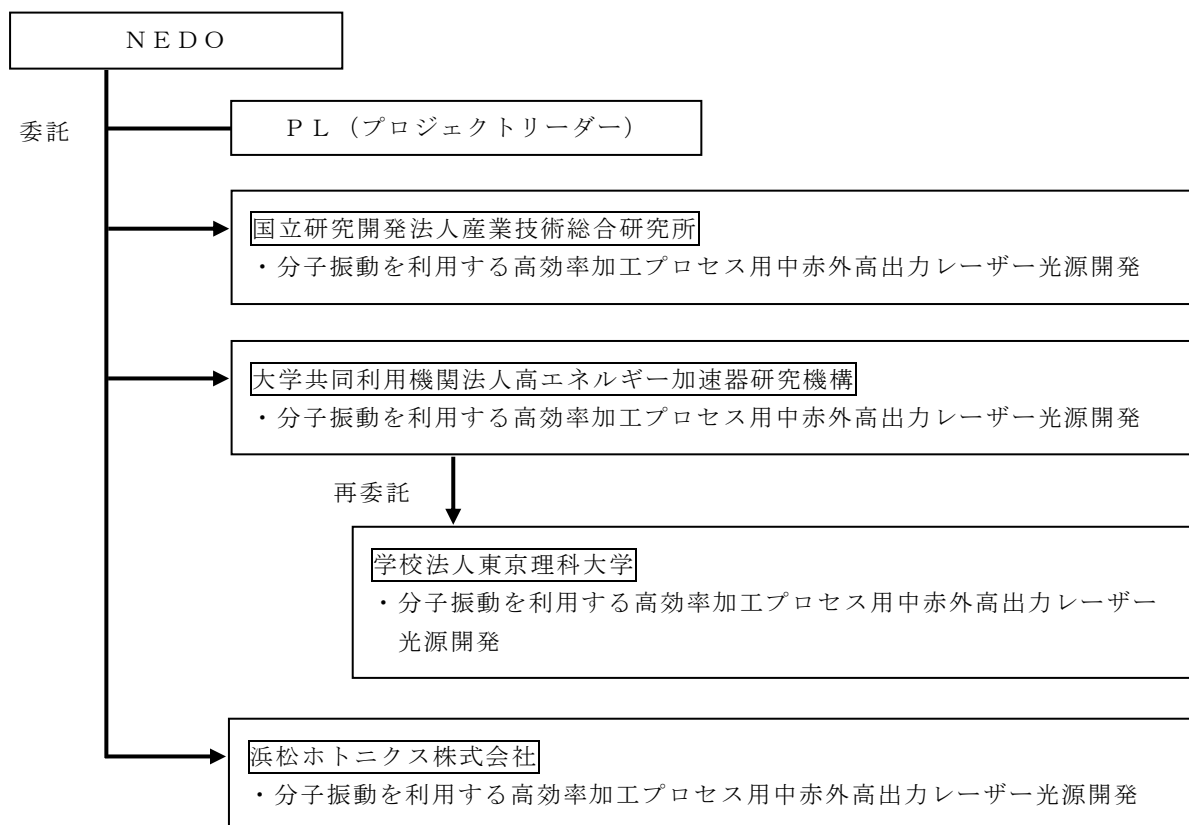 ＮＥＤＯ
委託
ＰＬ（プロジェクトリーダー）
国立研究開発法人産業技術総合研究所
・分子振動を利用する高効率加工プロセス用中赤外高出力レーザー光源開発
大学共同利用機関法人高エネルギー加速器研究機構
・分子振動を利用する高効率加工プロセス用中赤外高出力レーザー光源開発
再委託
学校法人東京理科大学
・分子振動を利用する高効率加工プロセス用中赤外高出力レーザー
光源開発
浜松ホトニクス株式会社
・分子振動を利用する高効率加工プロセス用中赤外高出力レーザー光源開発